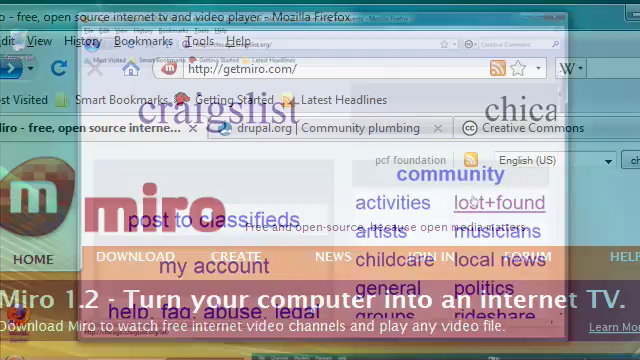 - free, open source internet tv and video player - Mozilla Firefox
Edit View History Bookmarks Tools Help
http://getmiro.com/
W
Most Visited Smart Bookmarks Getting Started Latest Headlines
craigslist
chica
Miro - free, open source interne... drupal.org | Community plumbing Creative Commons
pcf foundation English (US)
community
activities lost+found
miro
post to classifieds
Free and open-source, because open media matters.
artists musicians
HOME DOWNLOAD CREATE NEWS JOIN IN FORUM HELP
my account
childcare local news
general politics
Miro 1.2 - Turn your computer into an internet TV.
help, faq, abuse, legal
groups rideshare
Download Miro to watch free internet video channels and play any video file.
Learn Mo